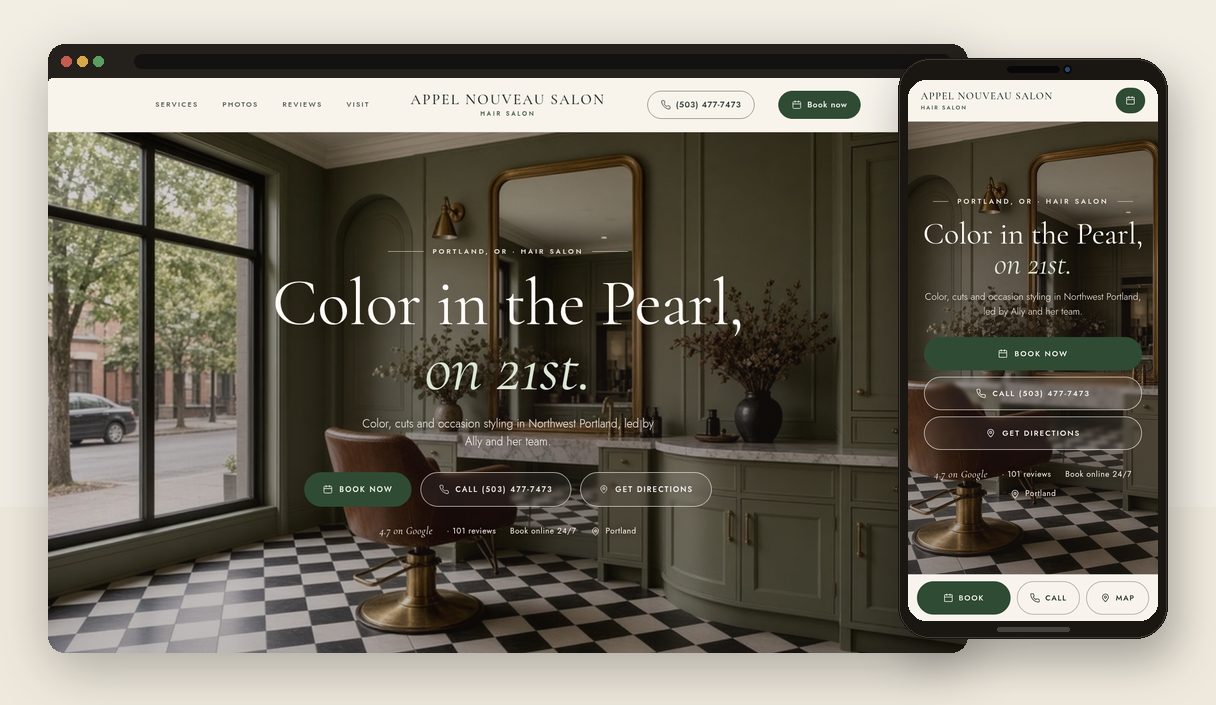 SERVICES PHOTOS REVIEWS VISIT
APPEL NOUVEAU SALON
HAIR SALON
(503) 477-7473
Book now
PORTLAND, OR · HAIR SALON
Color in the Pearl,
on 21st.
Color, cuts and occasion styling in Northwest Portland, led by
Ally and her team.
BOOK NOW
CALL (503) 477-7473
GET DIRECTIONS
4.7 on Google · 101 reviews Book online 24/7 Portland
APPEL NOUVEAU SALON
HAIR SALON
PORTLAND, OR · HAIR SALON
Color in the Pearl,
on 21st.
Color, cuts and occasion styling in Northwest Portland,
led by Ally and her team.
BOOK NOW
CALL (503) 477-7473
GET DIRECTIONS
4.7 on Google · 101 reviews Book online 24/7
Portland
BOOK CALL MAP